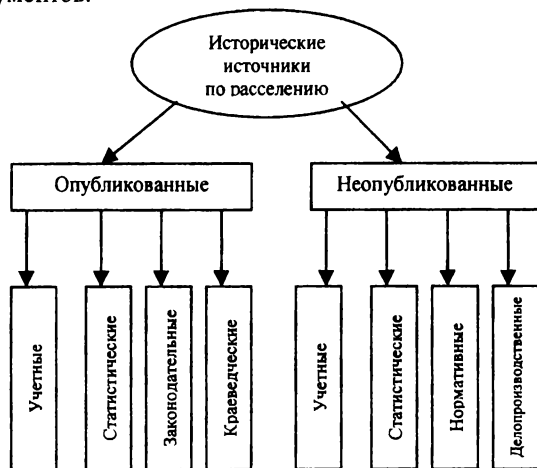 Исторические
источники
по расселению
Опубликованные
Неопубликованные
Учетные
Статистические
Законодательные
Краеведческие
Учетные
Статистические
Нормативные
Делопроизводственные